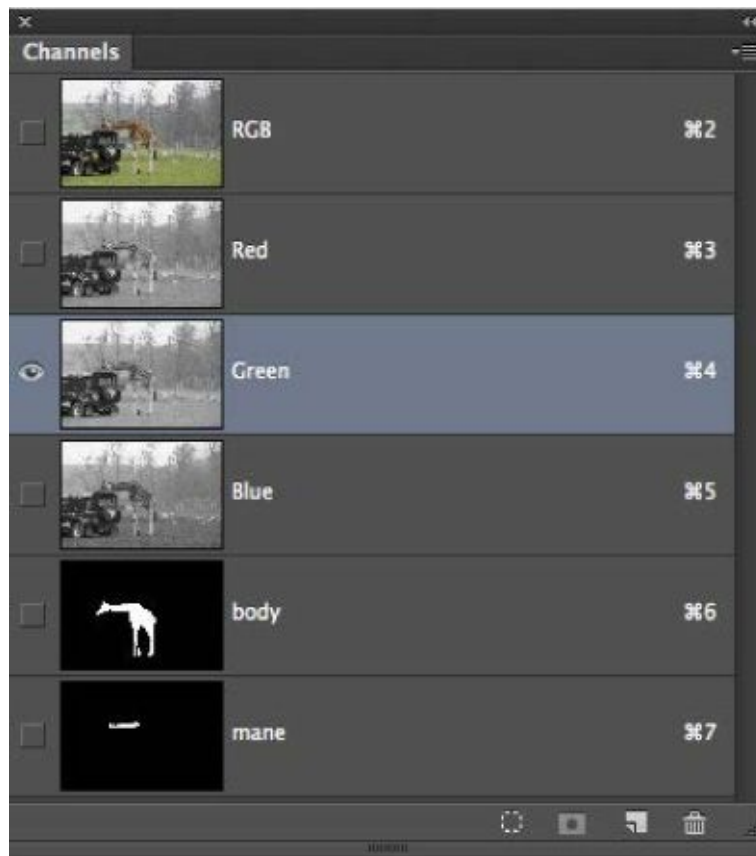 Channels
RGB ⌘2
Red ⌘3
Green ⌘4
Blue ⌘5
body ⌘6
mane ⌘7